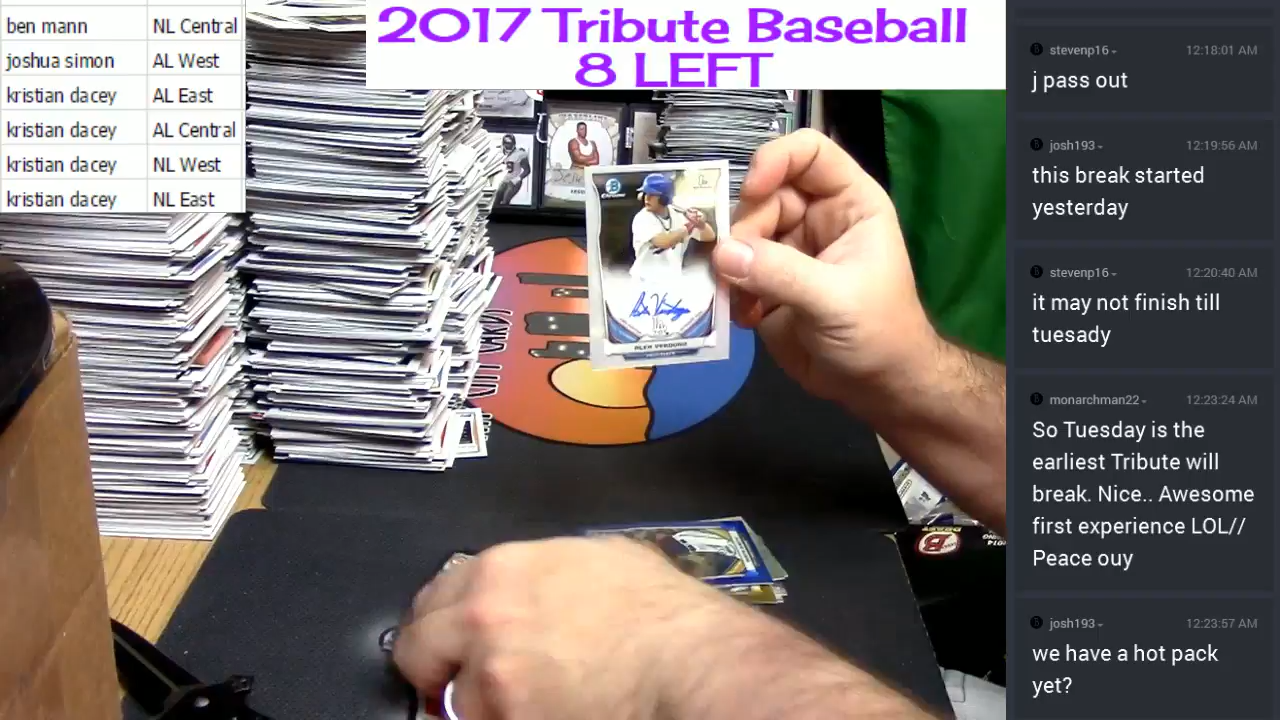 ben mann NL Central
joshua simon AL West
kristian dacey AL East
kristian dacey AL Central
kristian dacey NL West
kristian dacey NL East
2017 Tribute Baseball
8 LEFT
ALEX VERDUGO
CITY CARDS
stevenp16 12:18:01 AM
j pass out
josh193 12:19:56 AM
this break started
yesterday
stevenp16 12:20:40 AM
it may not finish till
tuesady
monarchman22 12:23:24 AM
So Tuesday is the
earliest Tribute will
break. Nice.. Awesome
first experience LOL//
Peace ouy
josh193 12:23:57 AM
we have a hot pack
yet?